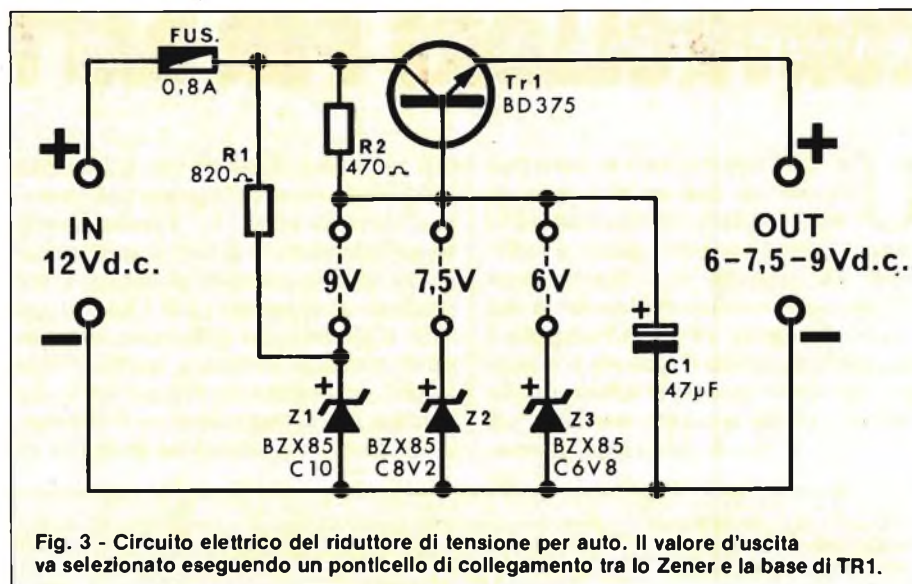 FUS.
0,8A
Tr1
BD375
R1
820Ω
R2
470Ω
+
IN
12Vd.c.
−
9V
7,5V
6V
+
OUT
6-7,5-9Vd.c.
−
+
C1
47µF
+
Z1
BZX85
C10
+
Z2
BZX85
C8V2
+
Z3
BZX85
C6V8
Fig. 3 - Circuito elettrico del riduttore di tensione per auto. Il valore d'uscita
va selezionato eseguendo un ponticello di collegamento tra lo Zener e la base di TR1.